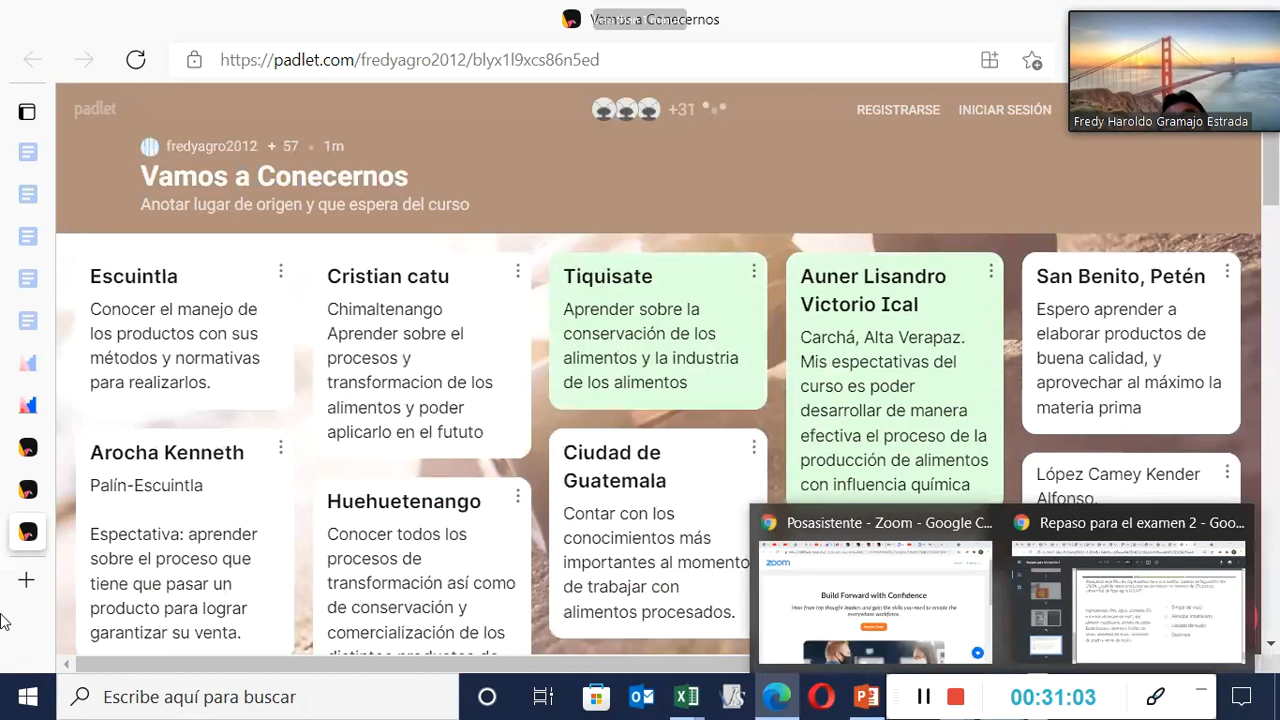 Vamos a Conecernos
https://padlet.com/fredyagro2012/blyx1l9xcs86n5ed
Fredy Haroldo Gramajo Estrada
padlet
+31
REGISTRARSE
INICIAR SESIÓN
fredyagro2012 + 57 • 1m
Vamos a Conecernos
Anotar lugar de origen y que espera del curso
Escuintla
Conocer el manejo de
los productos con sus
métodos y normativas
para realizarlos.
Arocha Kenneth
Palín-Escuintla
Espectativa: aprender
sobre el proceso que
tiene que pasar un
producto para lograr
garantizar su venta.
Cristian catu
Chimaltenango
Aprender sobre el
procesos y
transformacion de los
alimentos y poder
aplicarlo en el fututo
Huehuetenango
Conocer todos los
procesos de
transformación así como
de conservación y
comercialización de los
Tiquisate
Aprender sobre la
conservación de los
alimentos y la industria
de los alimentos
Ciudad de
Guatemala
Contar con los
conocimientos más
importantes al momento
de trabajar con
alimentos procesados.
Auner Lisandro
Victorio Ical
Carchá, Alta Verapaz.
Mis espectativas del
curso es poder
desarrollar de manera
efectiva el proceso de la
producción de alimentos
con influencia química
San Benito, Petén
Espero aprender a
elaborar productos de
buena calidad, y
aprovechar al máximo la
materia prima
López Camey Kender
Alfonso.
Posasistente - Zoom - Google C...
Repaso para el examen 2 - Goo...
zoom
Build Forward with Confidence
Escribe aquí para buscar
00:31:03